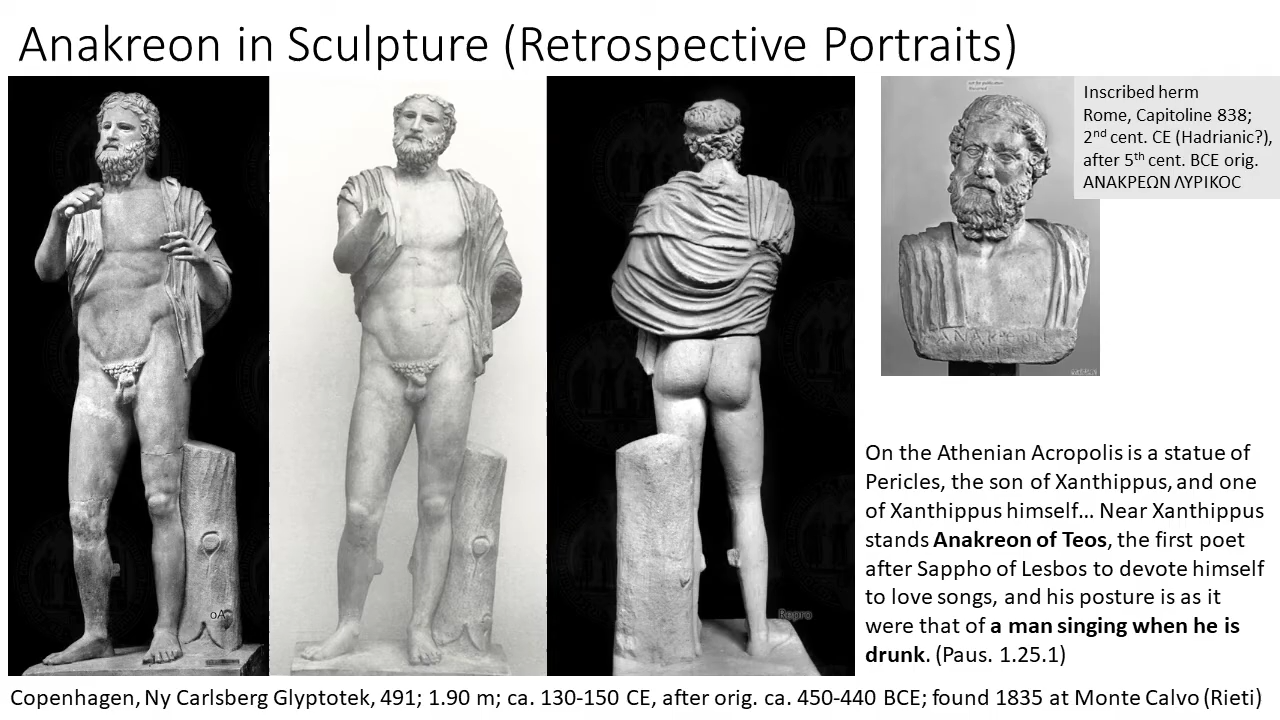 Anakreon in Sculpture (Retrospective Portraits)
Inscribed herm
Rome, Capitoline 838;
2nd cent. CE (Hadrianic?),
after 5th cent. BCE orig.
ΑΝΑΚΡΕΩΝ ΛΥΡΙΚΟC
ΑΝΑΚΡΕΩΝ
On the Athenian Acropolis is a statue of
Pericles, the son of Xanthippus, and one
of Xanthippus himself… Near Xanthippus
stands Anakreon of Teos, the first poet
after Sappho of Lesbos to devote himself
to love songs, and his posture is as it
were that of a man singing when he is
drunk. (Paus. 1.25.1)
oA
Repro
Copenhagen, Ny Carlsberg Glyptotek, 491; 1.90 m; ca. 130-150 CE, after orig. ca. 450-440 BCE; found 1835 at Monte Calvo (Rieti)